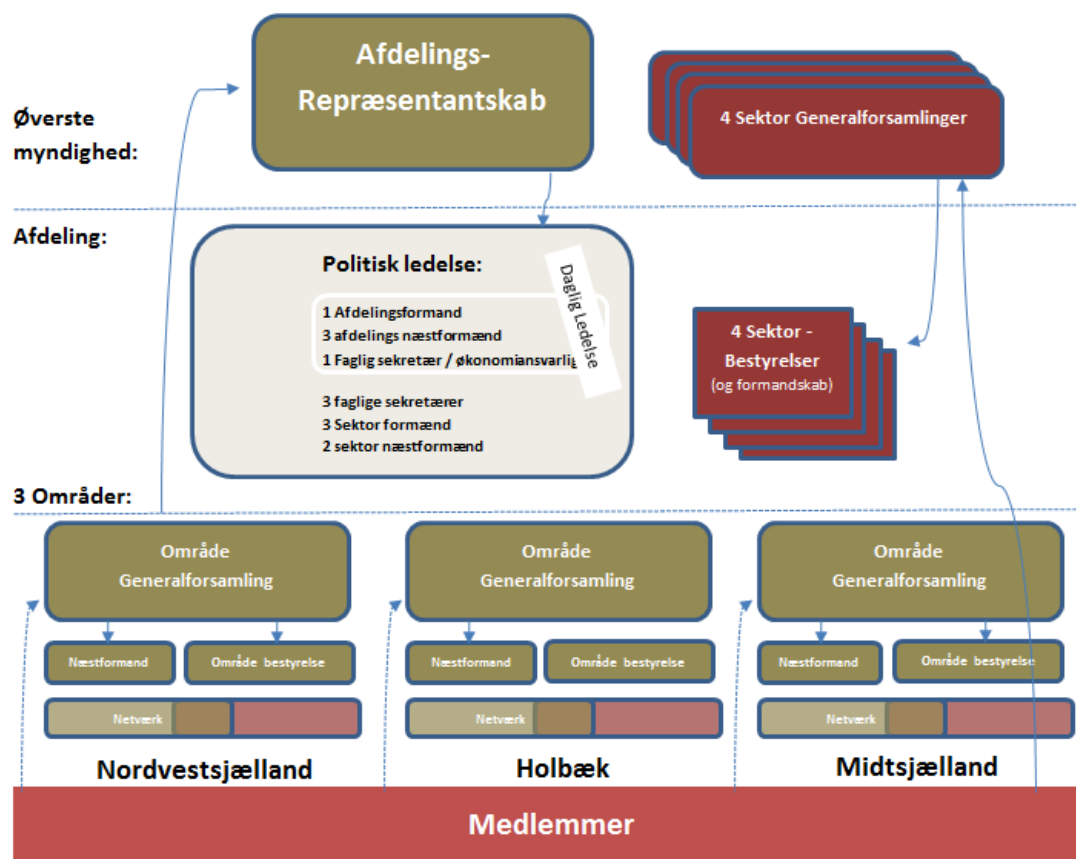 Afdelings-
Repræsentantskab
4 Sektor Generalforsamlinger
Øverste
myndighed:
Afdeling:
Politisk ledelse:
Daglig Ledelse
1 Afdelingsformand
3 afdelings næstformænd
1 Faglig sekretær / økonomiansvarlig
3 faglige sekretærer
3 Sektor formænd
2 sektor næstformænd
4 Sektor -
Bestyrelser
(og formandskab)
3 Områder:
Område
Generalforsamling
Næstformand
Område bestyrelse
Netværk
Nordvestsjælland
Område
Generalforsamling
Næstformand
Område bestyrelse
Netværk
Holbæk
Område
Generalforsamling
Næstformand
Område bestyrelse
Netværk
Midtsjælland
Medlemmer